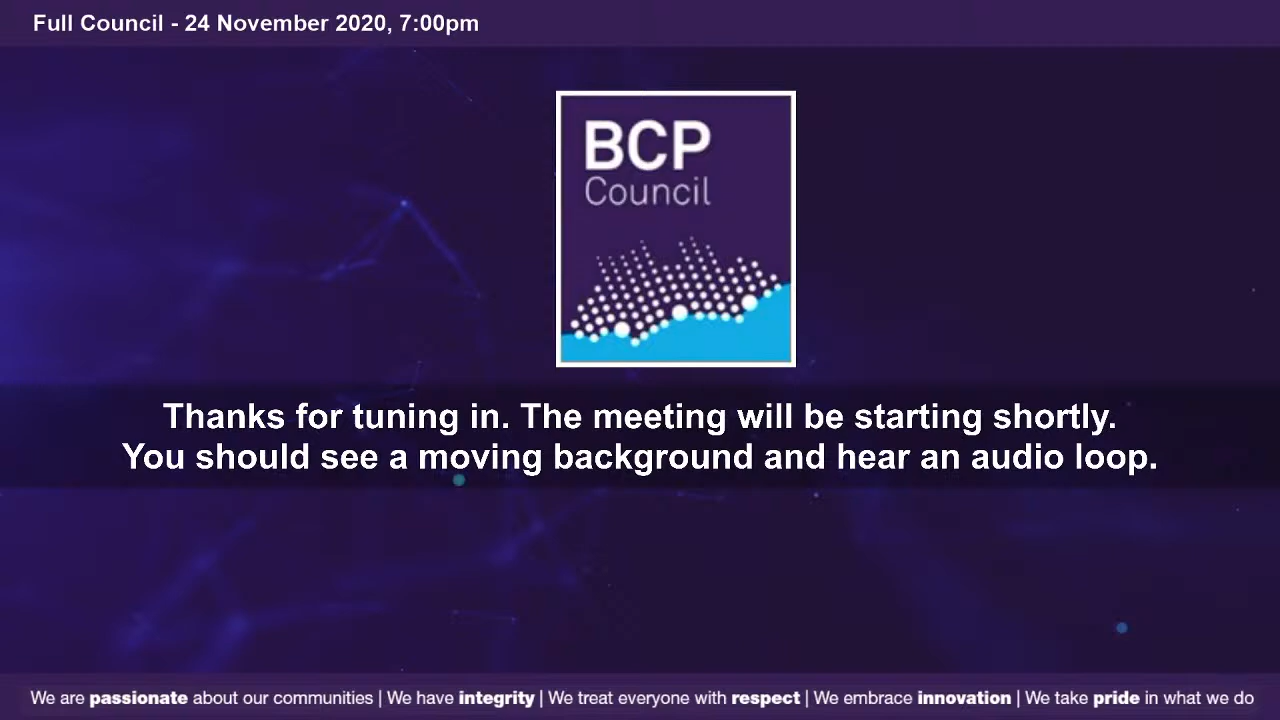 Full Council - 24 November 2020, 7:00pm
BCP
Council
Thanks for tuning in. The meeting will be starting shortly.
You should see a moving background and hear an audio loop.
We are passionate about our communities | We have integrity | We treat everyone with respect | We embrace innovation | We take pride in what we do